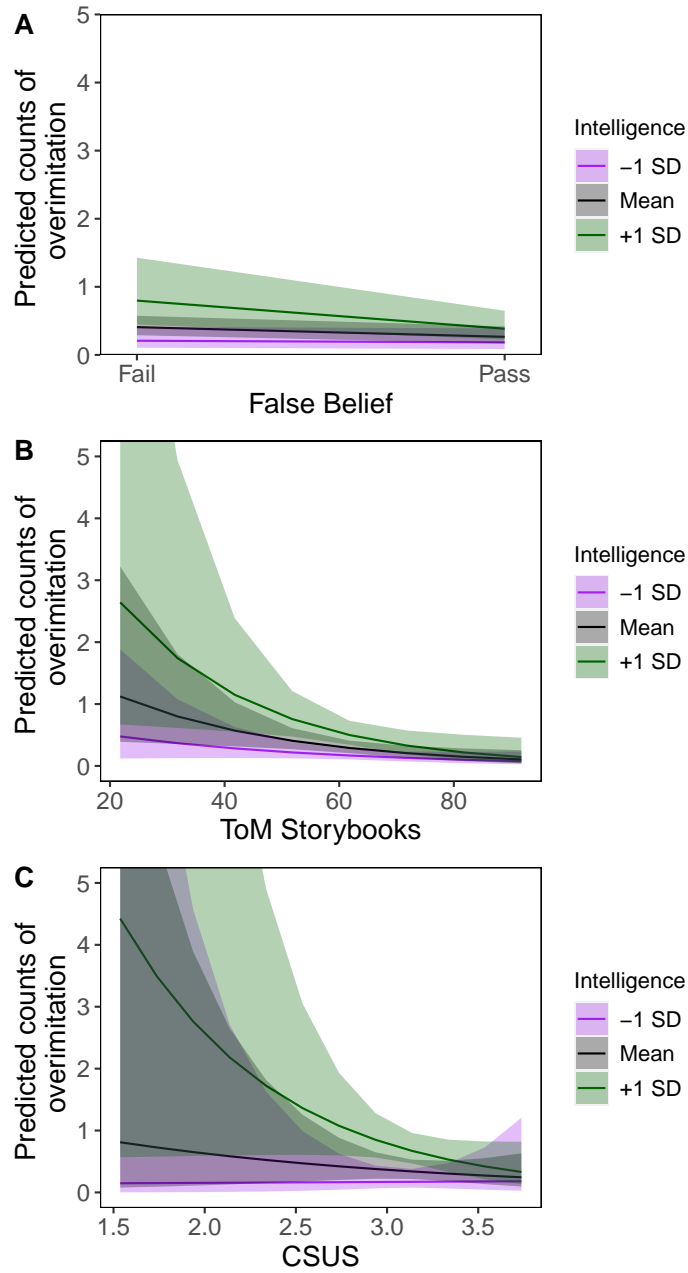 A
Predicted counts of
overimitation
5
4
3
2
1
0
Fail
Pass
False Belief
Intelligence
−1 SD
Mean
+1 SD
B
Predicted counts of
overimitation
5
4
3
2
1
0
20
40
60
80
ToM Storybooks
Intelligence
−1 SD
Mean
+1 SD
C
Predicted counts of
overimitation
5
4
3
2
1
0
1.5
2.0
2.5
3.0
3.5
CSUS
Intelligence
−1 SD
Mean
+1 SD